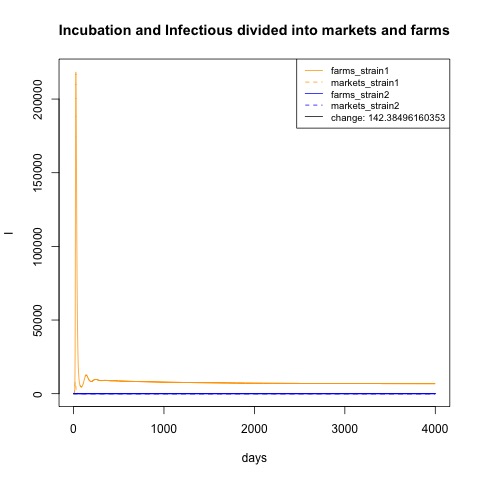 Incubation and Infectious divided into markets and farms
farms_strain1
markets_strain1
farms_strain2
markets_strain2
change: 142.38496160353
200000
150000
100000
50000
0
I
0 1000 2000 3000 4000
days